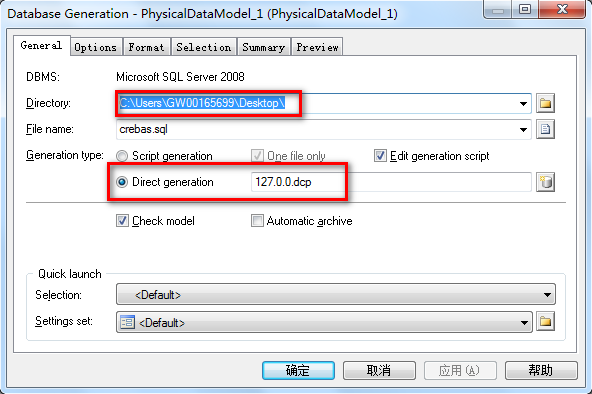 Database Generation - PhysicalDataModel_1 (PhysicalDataModel_1)
General Options Format Selection Summary Preview
DBMS: Microsoft SQL Server 2008
Directory: C:\Users\GW00165699\Desktop\
File name: crebas.sql
Generation type: Script generation One file only Edit generation script
Direct generation 127.0.0.dcp
Check model Automatic archive
Quick launch
Selection: <Default>
Settings set: <Default>
确定 取消 应用(A) 帮助